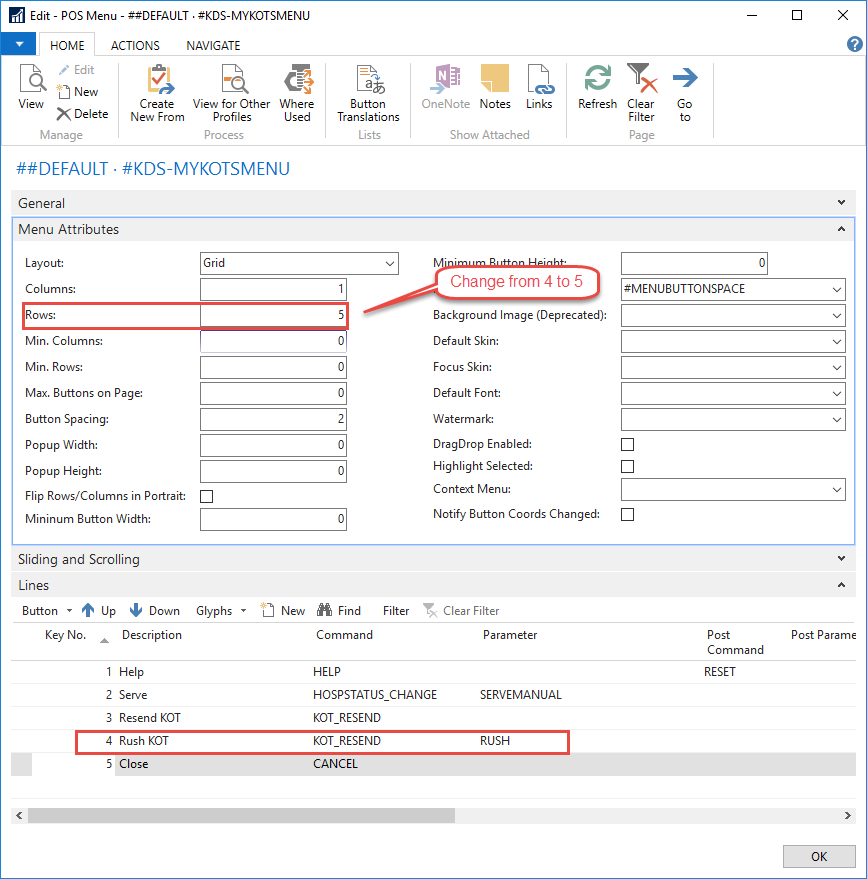 Edit - POS Menu - ##DEFAULT · #KDS-MYKOTSMENU
HOME ACTIONS NAVIGATE
View
Edit
New
Delete
Manage
Create New From
View for Other Profiles
Where Used
Process
Button Translations
Lists
OneNote
Notes
Links
Show Attached
Refresh
Clear Filter
Go to
Page
##DEFAULT · #KDS-MYKOTSMENU
General
Menu Attributes
Layout: Grid
Columns: 1
Rows: 5
Min. Columns: 0
Min. Rows: 0
Max. Buttons on Page: 0
Button Spacing: 2
Popup Width: 0
Popup Height: 0
Flip Rows/Columns in Portrait:
Mininum Button Width: 0
Minimum Button Height: 0
Change from 4 to 5
#MENUBUTTONSPACE
Background Image (Deprecated):
Default Skin:
Focus Skin:
Default Font:
Watermark:
DragDrop Enabled:
Highlight Selected:
Context Menu:
Notify Button Coords Changed:
Sliding and Scrolling
Lines
Button Up Down Glyphs New Find Filter Clear Filter
Key No. Description Command Parameter Post Command Post Parame
1 Help HELP RESET
2 Serve HOSPSTATUS_CHANGE SERVEMANUAL
3 Resend KOT KOT_RESEND
4 Rush KOT KOT_RESEND RUSH
5 Close CANCEL
OK